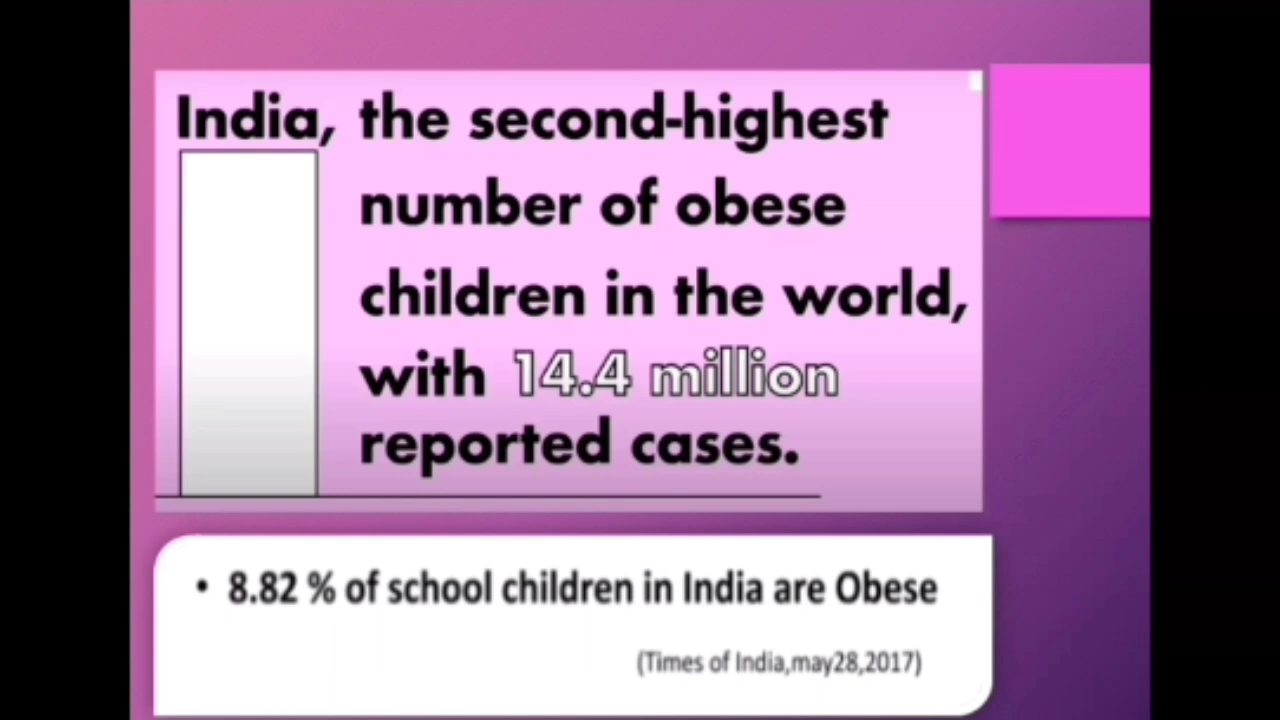 India, the second-highest
number of obese
children in the world,
with 14.4 million
reported cases.
• 8.82 % of school children in India are Obese
(Times of India,may28,2017)